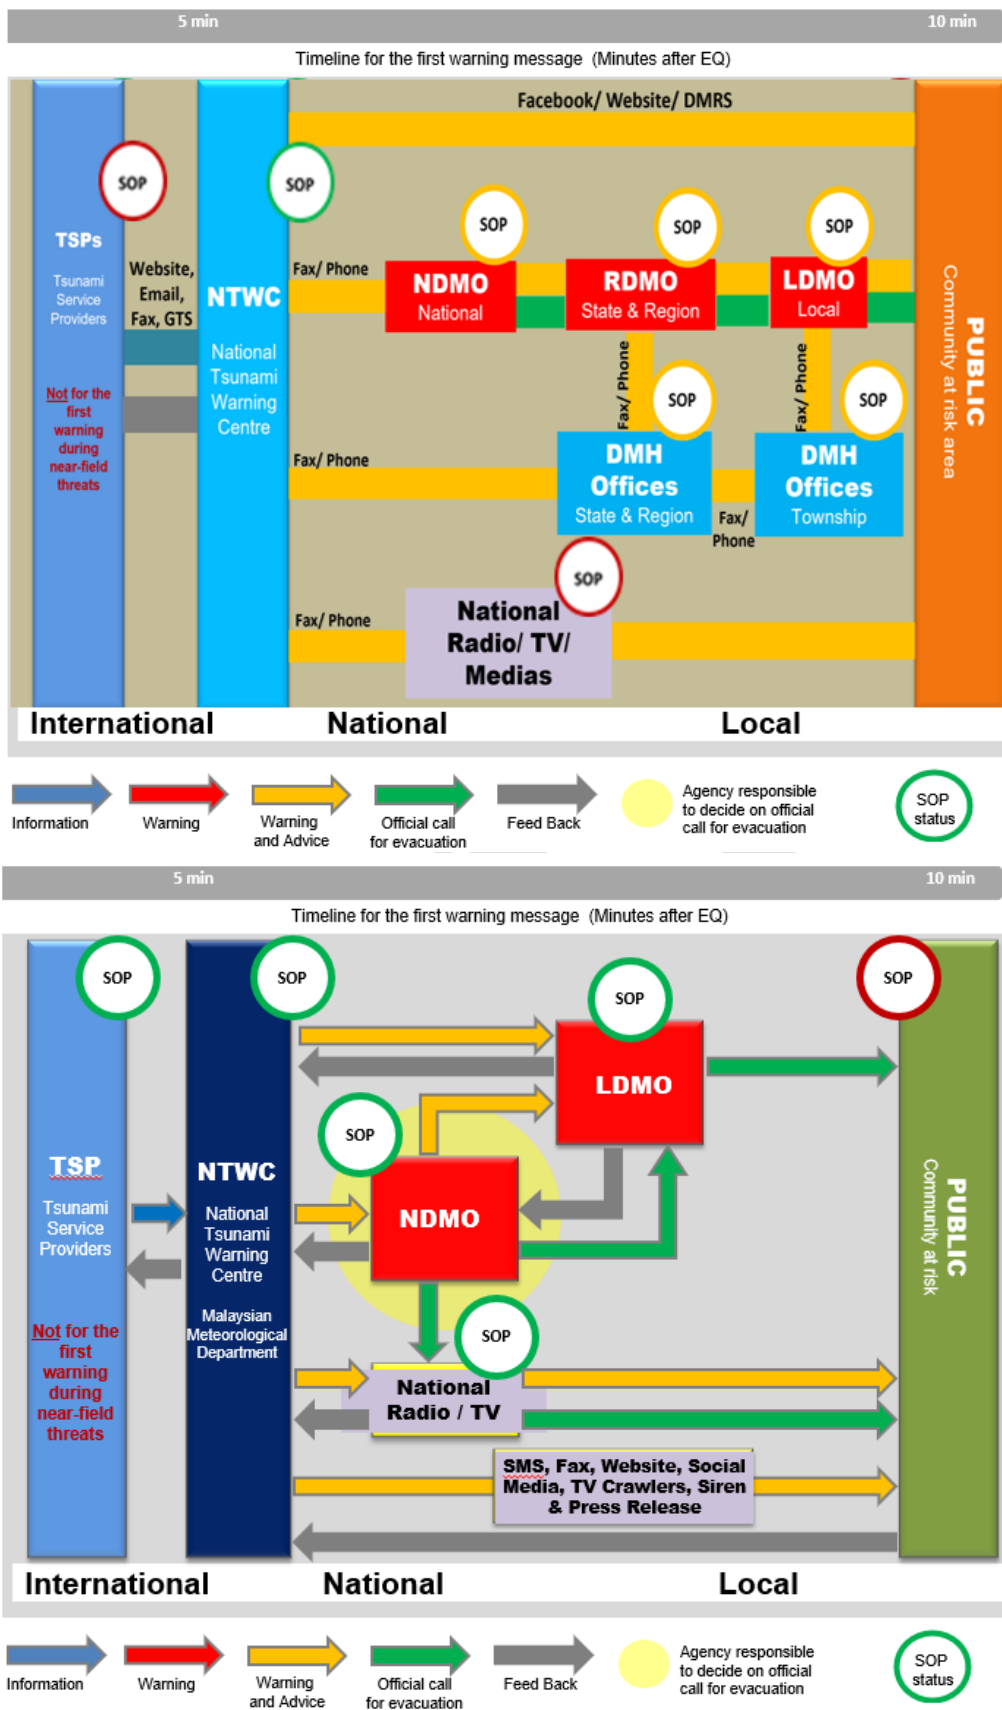 5 min
10 min
Timeline for the first warning message (Minutes after EQ)
Facebook/ Website/ DMRS
SOP
SOP
SOP
SOP
SOP
TSPs
Tsunami
Service
Providers
Not for the
first
warning
during
near-field
threats
Website,
Email,
Fax, GTS
NTWC
National
Tsunami
Warning
Centre
Fax/ Phone
NDMO
National
RDMO
State & Region
LDMO
Local
Fax/ Phone
Fax/ Phone
SOP
SOP
Fax/ Phone
DMH
Offices
State & Region
Fax/
Phone
DMH
Offices
Township
SOP
Fax/ Phone
National
Radio/ TV/
Medias
PUBLIC
Community at risk area
International
National
Local
Information
Warning
Warning
and Advice
Official call
for evacuation
Feed Back
Agency responsible
to decide on official
call for evacuation
SOP
status
5 min
10 min
Timeline for the first warning message (Minutes after EQ)
SOP
SOP
SOP
SOP
LDMO
SOP
TSP
Tsunami
Service
Providers
Not for the
first
warning
during
near-field
threats
NTWC
National
Tsunami
Warning
Centre
Malaysian
Meteorological
Department
NDMO
SOP
National
Radio / TV
SMS, Fax, Website, Social
Media, TV Crawlers, Siren
& Press Release
PUBLIC
Community at risk
International
National
Local
Information
Warning
Warning
and Advice
Official call
for evacuation
Feed Back
Agency responsible
to decide on official
call for evacuation
SOP
status